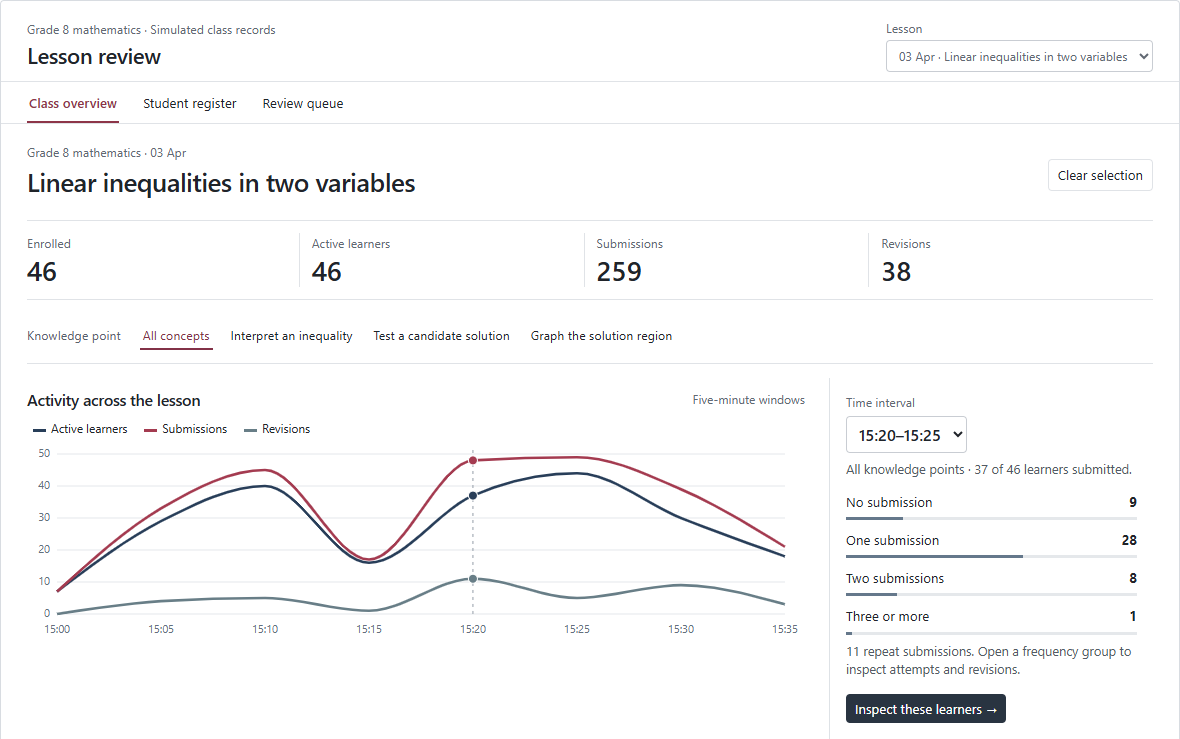 Grade 8 mathematics · Simulated class records
Lesson review
Lesson
03 Apr · Linear inequalities in two variables
Class overview
Student register
Review queue
Grade 8 mathematics · 03 Apr
Linear inequalities in two variables
Clear selection
Enrolled
46
Active learners
46
Submissions
259
Revisions
38
Knowledge point
All concepts
Interpret an inequality
Test a candidate solution
Graph the solution region
Activity across the lesson
Five-minute windows
Active learners
Submissions
Revisions
50
40
30
20
10
0
15:00
15:05
15:10
15:15
15:20
15:25
15:30
15:35
Time interval
15:20–15:25
All knowledge points · 37 of 46 learners submitted.
No submission 9
One submission 28
Two submissions 8
Three or more 1
11 repeat submissions. Open a frequency group to
inspect attempts and revisions.
Inspect these learners →